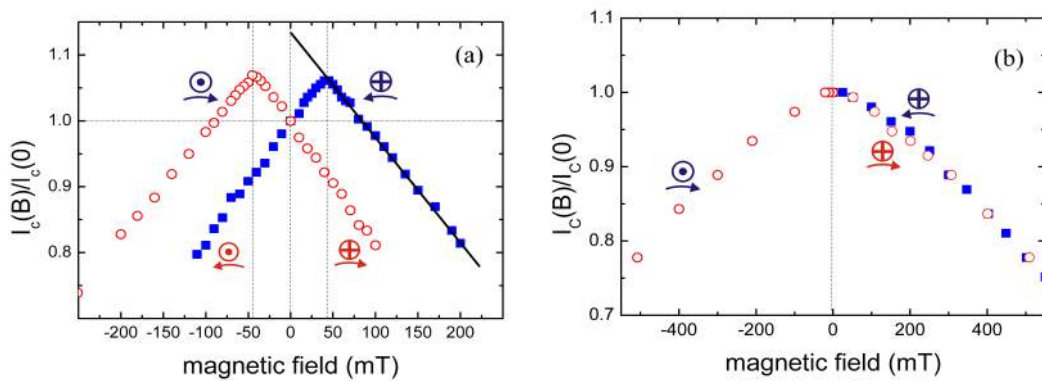 (a)
I_c(B)/I_c(0)
1.1
1.0
0.9
0.8
-200 -150 -100 -50 0 50 100 150 200
magnetic field (mT)
(b)
I_c(B)/I_c(0)
1.1
1.0
0.9
0.8
0.7
-400 -200 0 200 400
magnetic field (mT)